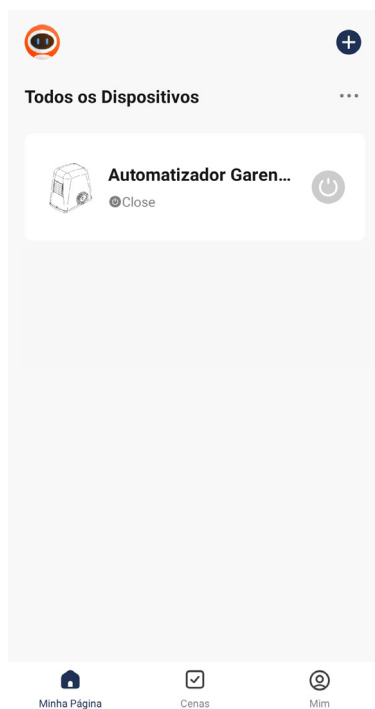 Todos os Dispositivos
Automatizador Garen...
Close
Minha Página
Cenas
Mim